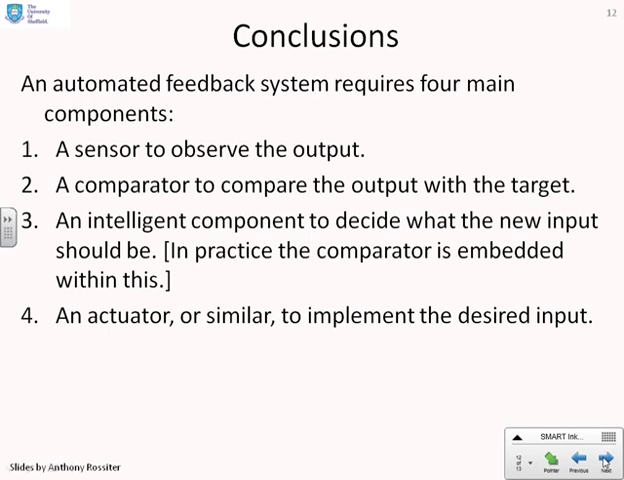 The
University
Of
Sheffield.
12
Conclusions
An automated feedback system requires four main
components:
1. A sensor to observe the output.
2. A comparator to compare the output with the target.
3. An intelligent component to decide what the new input
should be. [In practice the comparator is embedded
within this.]
4. An actuator, or similar, to implement the desired input.
SMART Ink...
12
of
13
Pointer
Previous
Next
Slides by Anthony Rossiter